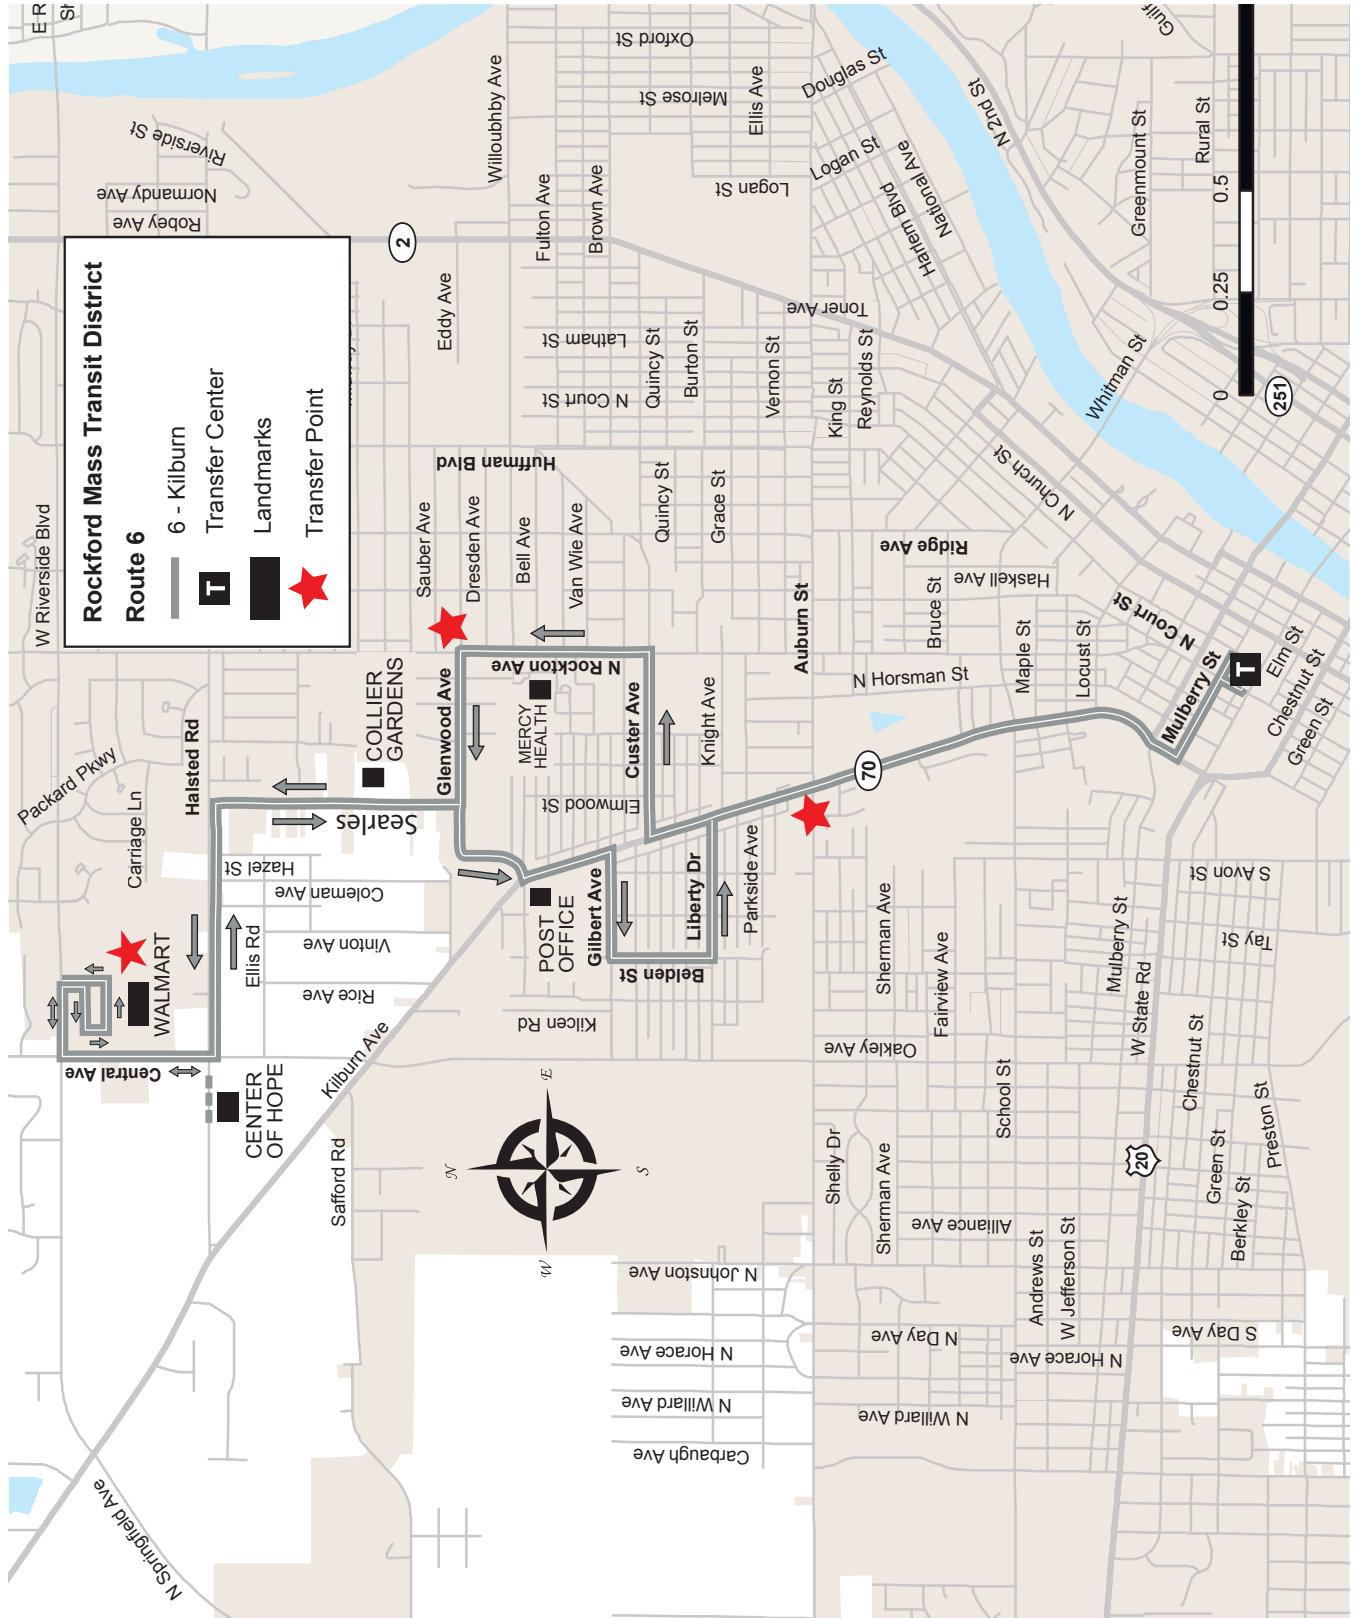 E R
Sh
W Riverside Blvd
Riverside St
Normandy Ave
Robey Ave
Rockford Mass Transit District
Route 6
6 - Kilburn
T
Transfer Center
Landmarks
Transfer Point
2
Willoubhby Ave
Oxford St
Melrose St
Ellis Ave
Douglas St
Logan St
Logan St
National Ave
Harlem Blvd
N 2nd St
Greenmount St
Rural St
Guilf
Fulton Ave
Brown Ave
Eddy Ave
Latham St
N Court St
Quincy St
Burton St
Vernon St
Toner Ave
King St
Reynolds St
Whitman St
0
0.25
0.5
251
Huffman Blvd
Sauber Ave
Dresden Ave
Bell Ave
Van Wie Ave
Quincy St
Grace St
Auburn St
Ridge Ave
Haskell Ave
Bruce St
N Church St
N Court St
Maple St
Locust St
N Horsman St
Mulberry St
T
Elm St
Chestnut St
Green St
Packard Pkwy
Carriage Ln
Halsted Rd
COLLIER
GARDENS
Glenwood Ave
N Rockton Ave
MERCY
HEALTH
Custer Ave
Knight Ave
Elmwood St
Searles
70
Hazel St
Coleman Ave
Vinton Ave
Rice Ave
Ellis Rd
WALMART
Central Ave
CENTER
OF HOPE
Kilburn Ave
POST
OFFICE
Gilbert Ave
Liberty Dr
Belden St
Parkside Ave
Kilcen Rd
Safford Rd
N
E
S
W
Sherman Ave
Fairview Ave
Oakley Ave
School St
Mulberry St
W State Rd
S Avon St
Tay St
Chestnut St
Green St
Preston St
Berkley St
20
Shelly Dr
Sherman Ave
Alliance Ave
Andrews St
W Jefferson St
N Johnston Ave
N Horace Ave
N Willard Ave
Carbaugh Ave
N Day Ave
N Horace Ave
N Willard Ave
S Day Ave
N Springfield Ave